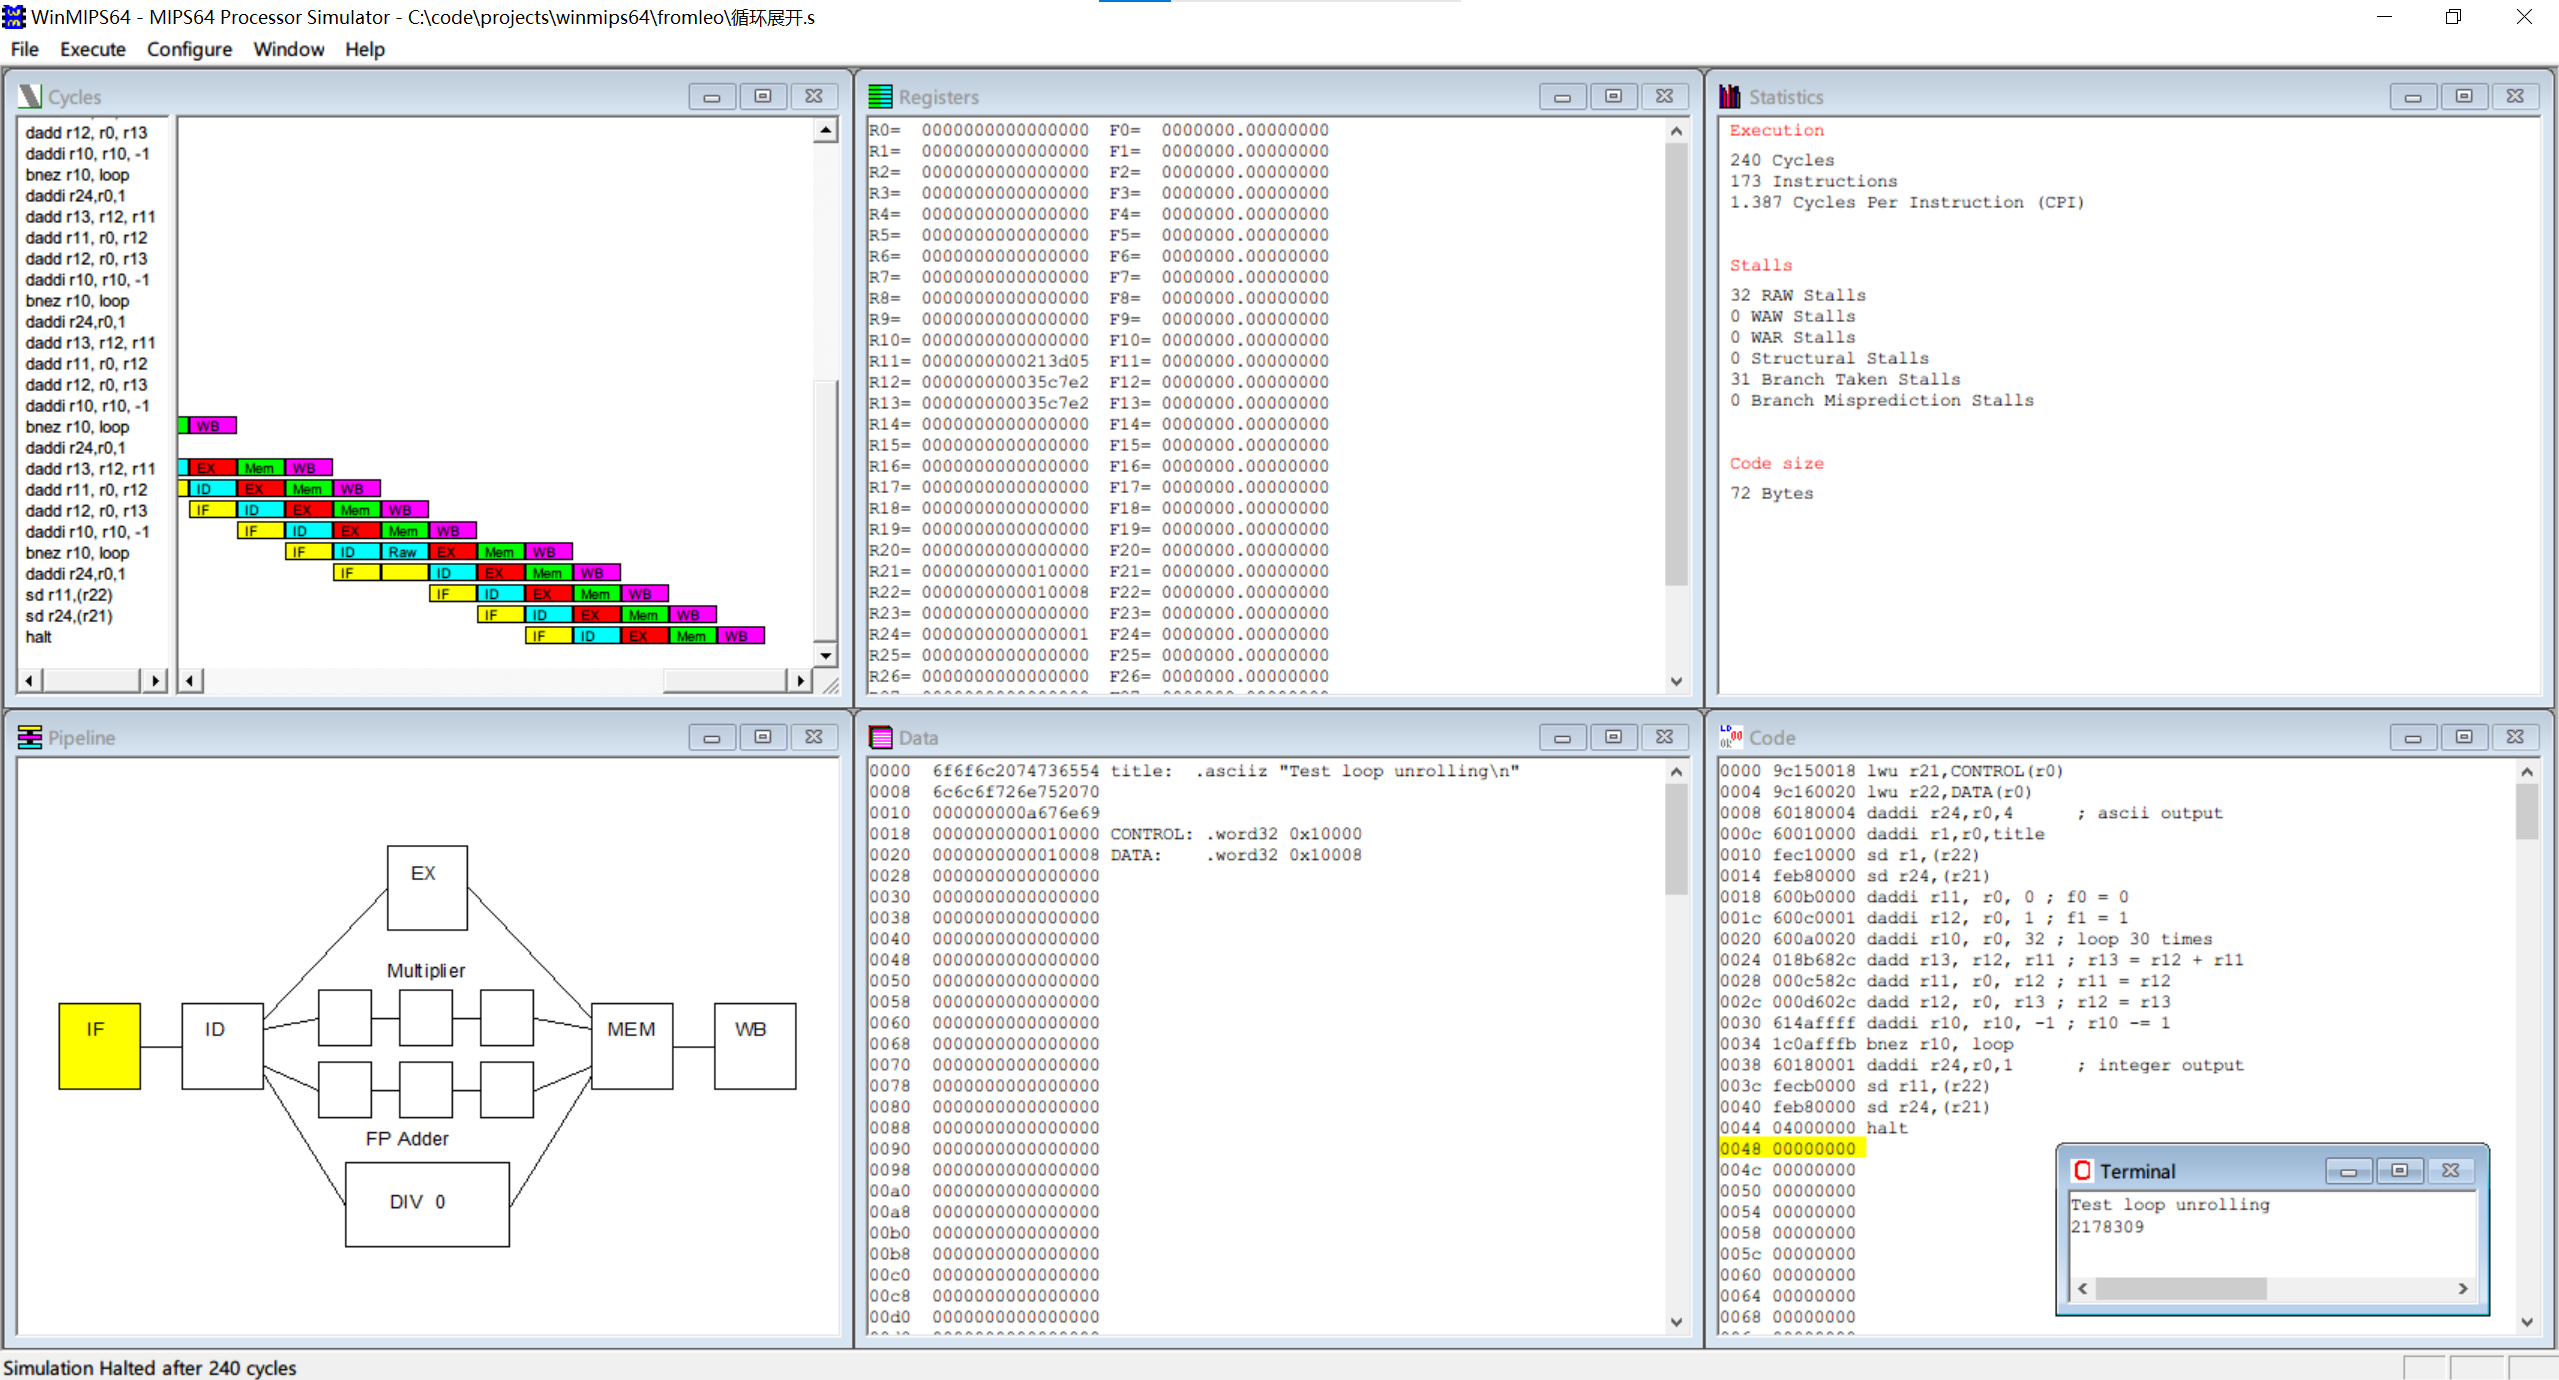 WinMIPS64 - MIPS64 Processor Simulator - C:\code\projects\winmips64\fromleo\循环展开.s
File Execute Configure Window Help
Cycles
dadd r12, r0, r13
daddi r10, r10, -1
bnez r10, loop
daddi r24,r0,1
dadd r13, r12, r11
dadd r11, r0, r12
dadd r12, r0, r13
daddi r10, r10, -1
bnez r10, loop
daddi r24,r0,1
dadd r13, r12, r11
dadd r11, r0, r12
dadd r12, r0, r13
daddi r10, r10, -1
bnez r10, loop WB
daddi r24,r0,1
dadd r13, r12, r11 EX Mem WB
dadd r11, r0, r12 ID EX Mem WB
dadd r12, r0, r13 IF ID EX Mem WB
daddi r10, r10, -1 IF ID EX Mem WB
bnez r10, loop IF ID Raw EX Mem WB
daddi r24,r0,1 IF ID EX Mem WB
sd r11,(r22) IF ID EX Mem WB
sd r24,(r21) IF ID EX Mem WB
halt IF ID EX Mem WB
Registers
R0= 0000000000000000 F0= 0000000.00000000
R1= 0000000000000000 F1= 0000000.00000000
R2= 0000000000000000 F2= 0000000.00000000
R3= 0000000000000000 F3= 0000000.00000000
R4= 0000000000000000 F4= 0000000.00000000
R5= 0000000000000000 F5= 0000000.00000000
R6= 0000000000000000 F6= 0000000.00000000
R7= 0000000000000000 F7= 0000000.00000000
R8= 0000000000000000 F8= 0000000.00000000
R9= 0000000000000000 F9= 0000000.00000000
R10= 0000000000000000 F10= 0000000.00000000
R11= 0000000000213d05 F11= 0000000.00000000
R12= 000000000035c7e2 F12= 0000000.00000000
R13= 000000000035c7e2 F13= 0000000.00000000
R14= 0000000000000000 F14= 0000000.00000000
R15= 0000000000000000 F15= 0000000.00000000
R16= 0000000000000000 F16= 0000000.00000000
R17= 0000000000000000 F17= 0000000.00000000
R18= 0000000000000000 F18= 0000000.00000000
R19= 0000000000000000 F19= 0000000.00000000
R20= 0000000000000000 F20= 0000000.00000000
R21= 0000000000010000 F21= 0000000.00000000
R22= 0000000000010008 F22= 0000000.00000000
R23= 0000000000000000 F23= 0000000.00000000
R24= 0000000000000001 F24= 0000000.00000000
R25= 0000000000000000 F25= 0000000.00000000
R26= 0000000000000000 F26= 0000000.00000000
Statistics
Execution
240 Cycles
173 Instructions
1.387 Cycles Per Instruction (CPI)
Stalls
32 RAW Stalls
0 WAW Stalls
0 WAR Stalls
0 Structural Stalls
31 Branch Taken Stalls
0 Branch Misprediction Stalls
Code size
72 Bytes
Pipeline
EX
Multiplier
IF ID MEM WB
FP Adder
DIV 0
Data
0000 6f6f6c2074736554 title: .asciiz "Test loop unrolling\n"
0008 6c6c6f726e752070
0010 000000000a676e69
0018 0000000000010000 CONTROL: .word32 0x10000
0020 0000000000010008 DATA: .word32 0x10008
0028 0000000000000000
0030 0000000000000000
0038 0000000000000000
0040 0000000000000000
0048 0000000000000000
0050 0000000000000000
0058 0000000000000000
0060 0000000000000000
0068 0000000000000000
0070 0000000000000000
0078 0000000000000000
0080 0000000000000000
0088 0000000000000000
0090 0000000000000000
0098 0000000000000000
00a0 0000000000000000
00a8 0000000000000000
00b0 0000000000000000
00b8 0000000000000000
00c0 0000000000000000
00c8 0000000000000000
00d0 0000000000000000
Code
0000 9c150018 lwu r21,CONTROL(r0)
0004 9c160020 lwu r22,DATA(r0)
0008 60180004 daddi r24,r0,4 ; ascii output
000c 60010000 daddi r1,r0,title
0010 fec10000 sd r1,(r22)
0014 feb80000 sd r24,(r21)
0018 600b0000 daddi r11, r0, 0 ; f0 = 0
001c 600c0001 daddi r12, r0, 1 ; f1 = 1
0020 600a0020 daddi r10, r0, 32 ; loop 30 times
0024 018b682c dadd r13, r12, r11 ; r13 = r12 + r11
0028 000c582c dadd r11, r0, r12 ; r11 = r12
002c 000d602c dadd r12, r0, r13 ; r12 = r13
0030 614affff daddi r10, r10, -1 ; r10 -= 1
0034 1c0afffb bnez r10, loop
0038 60180001 daddi r24,r0,1 ; integer output
003c fecb0000 sd r11,(r22)
0040 feb80000 sd r24,(r21)
0044 04000000 halt
0048 00000000
004c 00000000
0050 00000000
0054 00000000
0058 00000000
005c 00000000
0060 00000000
0064 00000000
0068 00000000
Terminal
Test loop unrolling
2178309
Simulation Halted after 240 cycles